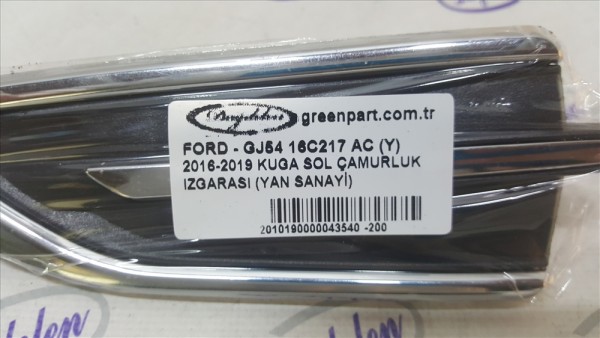 greenpart.com.tr
FORD - GJ54 16C217 AC (Y)
2016-2019 KUGA SOL ÇAMURLUK
IZGARASI (YAN SANAYİ)
2010190000043540 -200